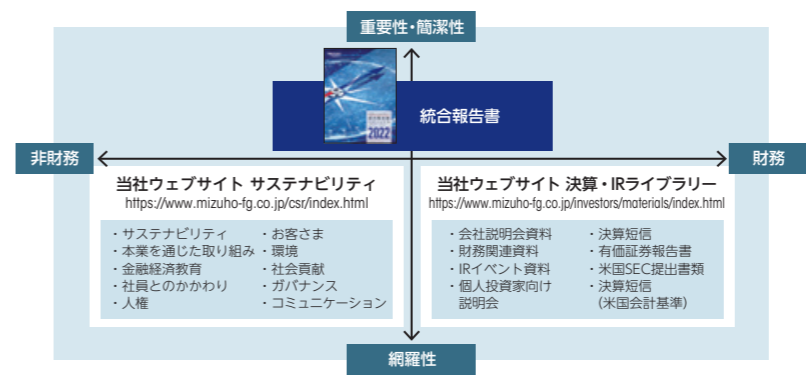 重要性・簡潔性
2022
統合報告書
非財務
財務
当社ウェブサイト サステナビリティ
https://www.mizuho-fg.co.jp/csr/index.html
・サステナビリティ
・本業を通じた取り組み
・金融経済教育
・社員とのかかわり
・人権
・お客さま
・環境
・社会貢献
・ガバナンス
・コミュニケーション
当社ウェブサイト 決算・IRライブラリー
https://www.mizuho-fg.co.jp/investors/materials/index.html
・会社説明会資料
・財務関連資料
・IRイベント資料
・個人投資家向け
説明会
・決算短信
・有価証券報告書
・米国SEC提出書類
・決算短信
（米国会計基準）
網羅性